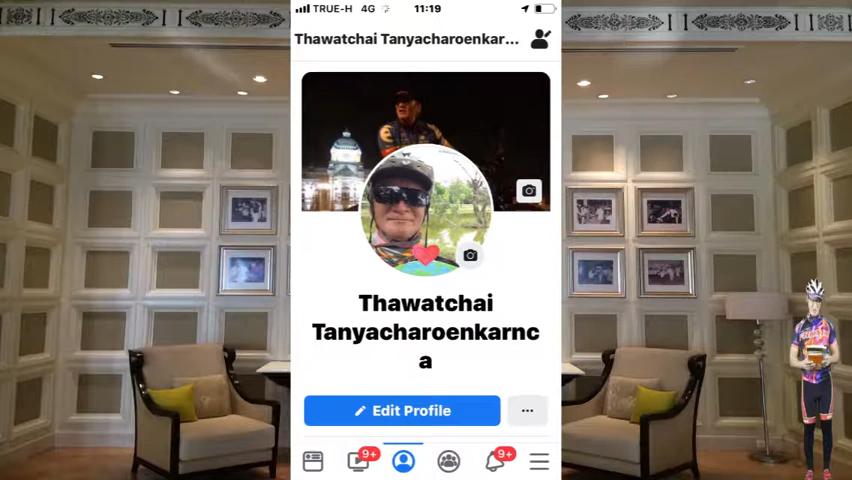 TRUE-H 4G 11:19
Thawatchai Tanyacharoenkar...
Thawatchai
Tanyacharoenkarnc
a
Edit Profile
9+ 9+